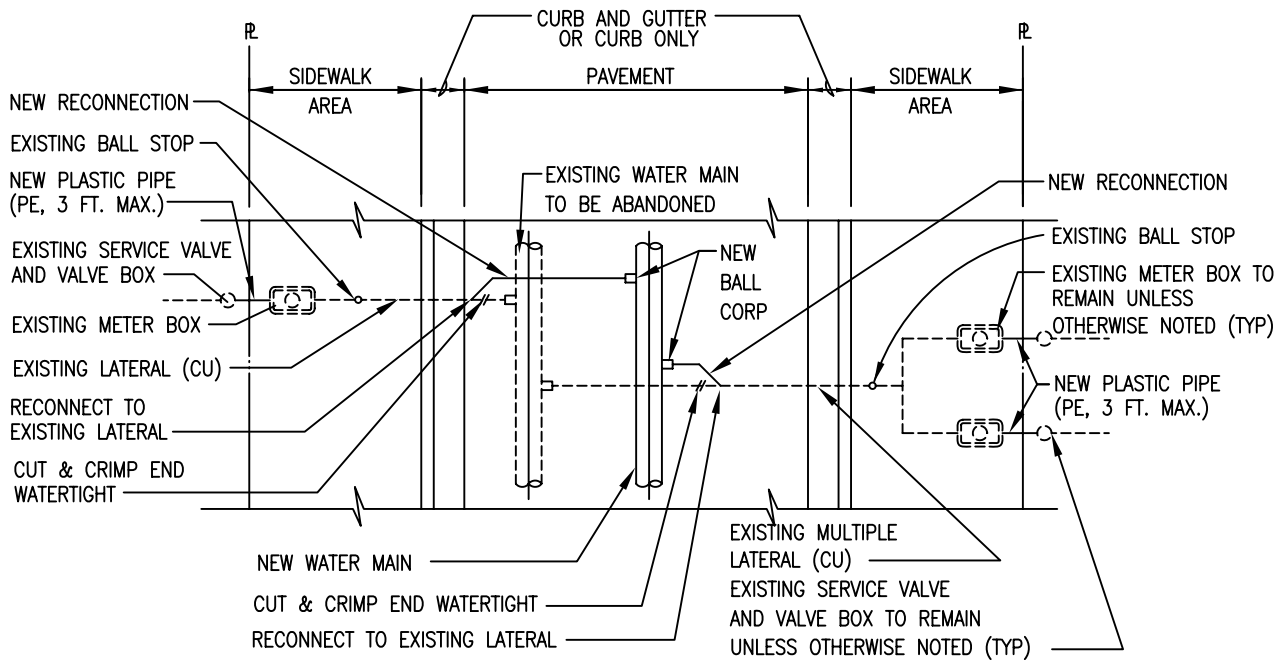 CURB AND GUTTER
OR CURB ONLY
℄
℄
SIDEWALK
AREA
PAVEMENT
SIDEWALK
AREA
NEW RECONNECTION
EXISTING BALL STOP
NEW PLASTIC PIPE
(PE, 3 FT. MAX.)
EXISTING SERVICE VALVE
AND VALVE BOX
EXISTING METER BOX
EXISTING LATERAL (CU)
RECONNECT TO
EXISTING LATERAL
CUT & CRIMP END
WATERTIGHT
EXISTING WATER MAIN
TO BE ABANDONED
NEW
BALL
CORP
NEW RECONNECTION
EXISTING BALL STOP
EXISTING METER BOX TO
REMAIN UNLESS
OTHERWISE NOTED (TYP)
NEW PLASTIC PIPE
(PE, 3 FT. MAX.)
NEW WATER MAIN
CUT & CRIMP END WATERTIGHT
RECONNECT TO EXISTING LATERAL
EXISTING MULTIPLE
LATERAL (CU)
EXISTING SERVICE VALVE
AND VALVE BOX TO REMAIN
UNLESS OTHERWISE NOTED (TYP)